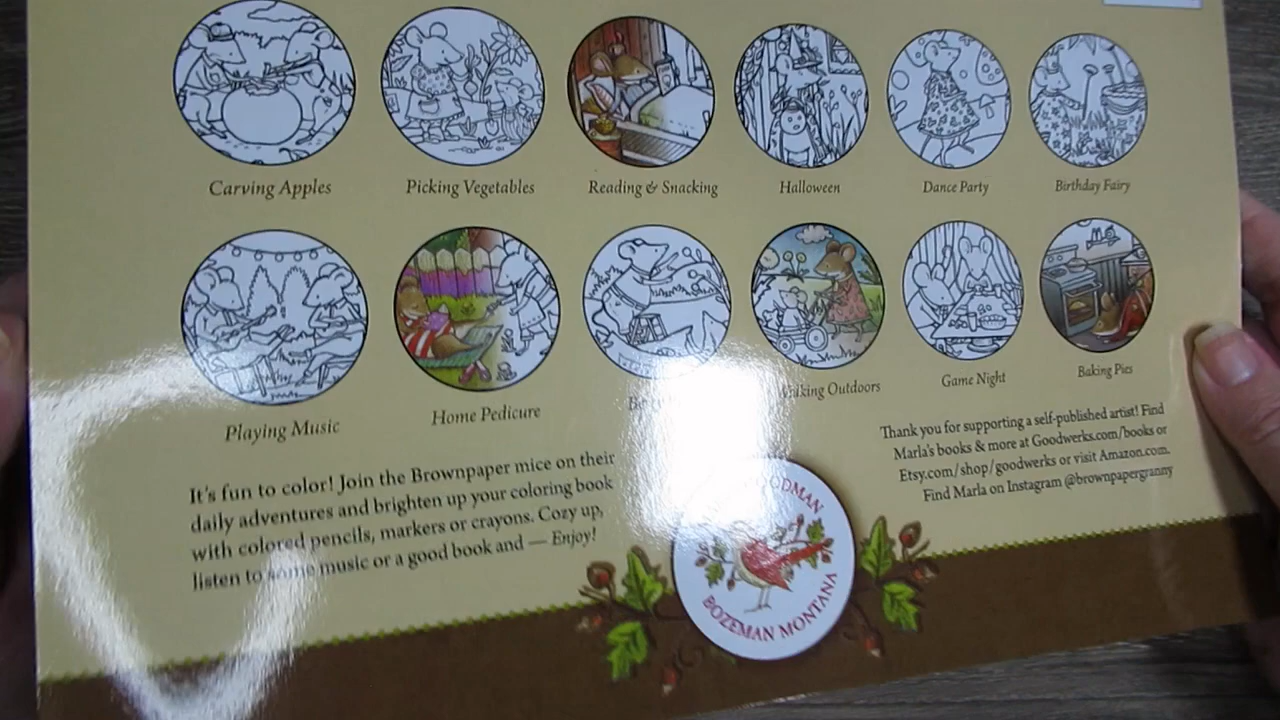 Carving Apples
Picking Vegetables
Reading & Snacking
Halloween
Dance Party
Birthday Fairy
Playing Music
Home Pedicure
Outdoors
Game Night
Baking Pies
It's fun to color! Join the Brownpaper mice on their
daily adventures and brighten up your coloring book
with colored pencils, markers or crayons. Cozy up,
listen to some music or a good book and — Enjoy!
Thank you for supporting a self-published artist! Find
Marla's books & more at Goodwerks.com/books or
Etsy.com/shop/goodwerks or visit Amazon.com.
Find Marla on Instagram @brownpapergranny
BOZEMAN MONTANA